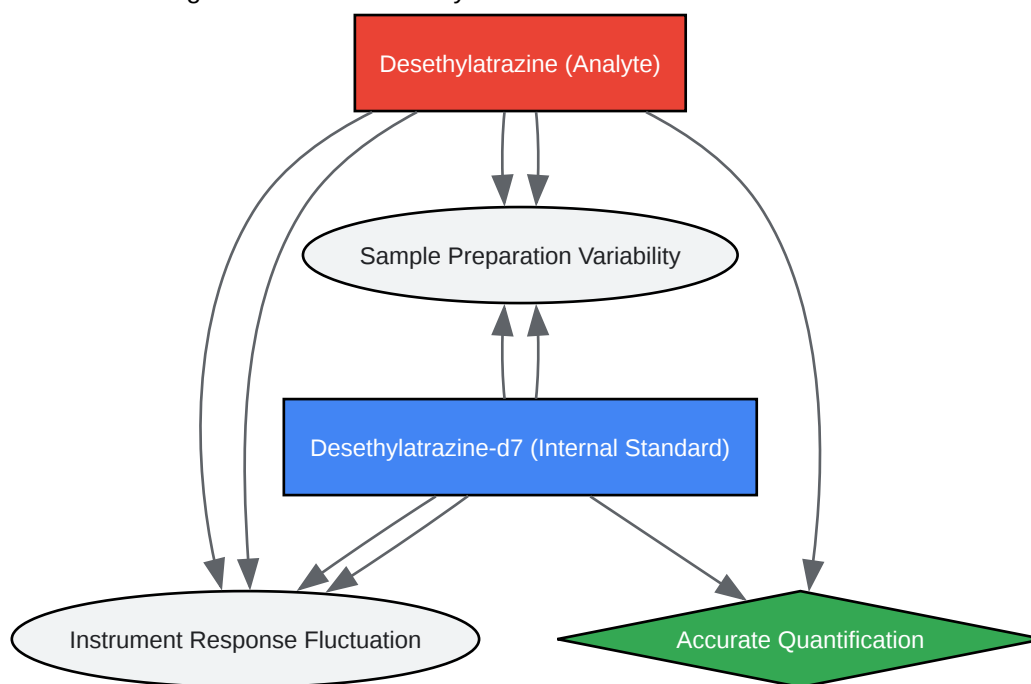 Desethylatrazine (Analyte)
Sample Preparation Variability
Desethylatrazine-d7 (Internal Standard)
Instrument Response Fluctuation
Accurate Quantification